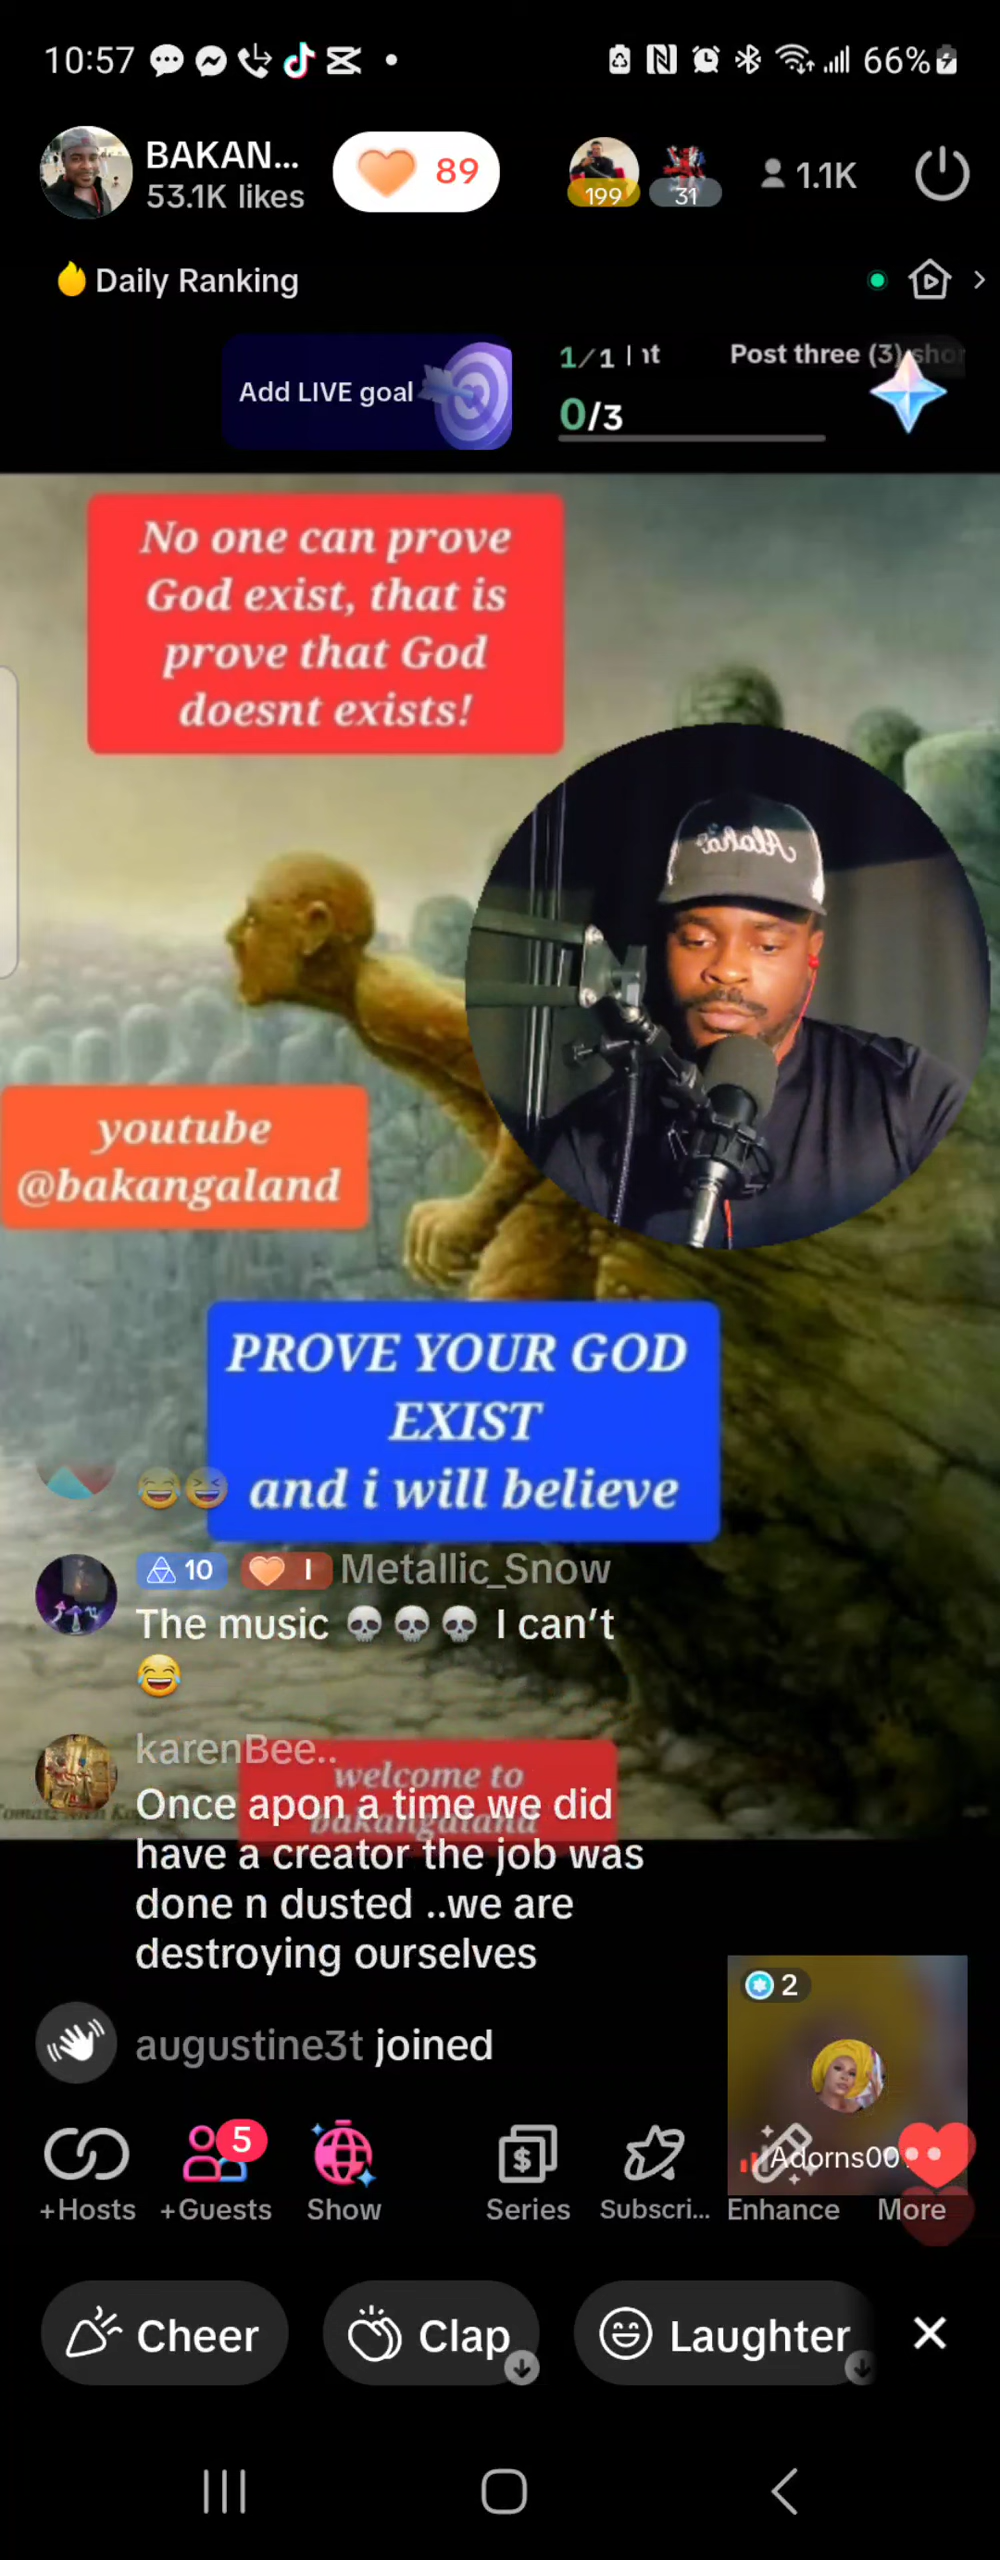 10:57
66%
BAKAN...
53.1K likes
89
199
31
1.1K
Daily Ranking
Add LIVE goal
1/1
Post three (3)
0/3
No one can prove
God exist, that is
prove that God
doesnt exists!
Aloha
youtube
@bakangaland
PROVE YOUR GOD
EXIST
and i will believe
10 I Metallic_Snow
The music 💀💀💀 I can't
😂
karenBee..
welcome to
bakangaland
Once apon a time we did
have a creator the job was
done n dusted ..we are
destroying ourselves
2
augustine3t joined
5
Adorns00
+Hosts
+Guests
Show
Series
Subscri...
Enhance
More
Cheer
Clap
Laughter